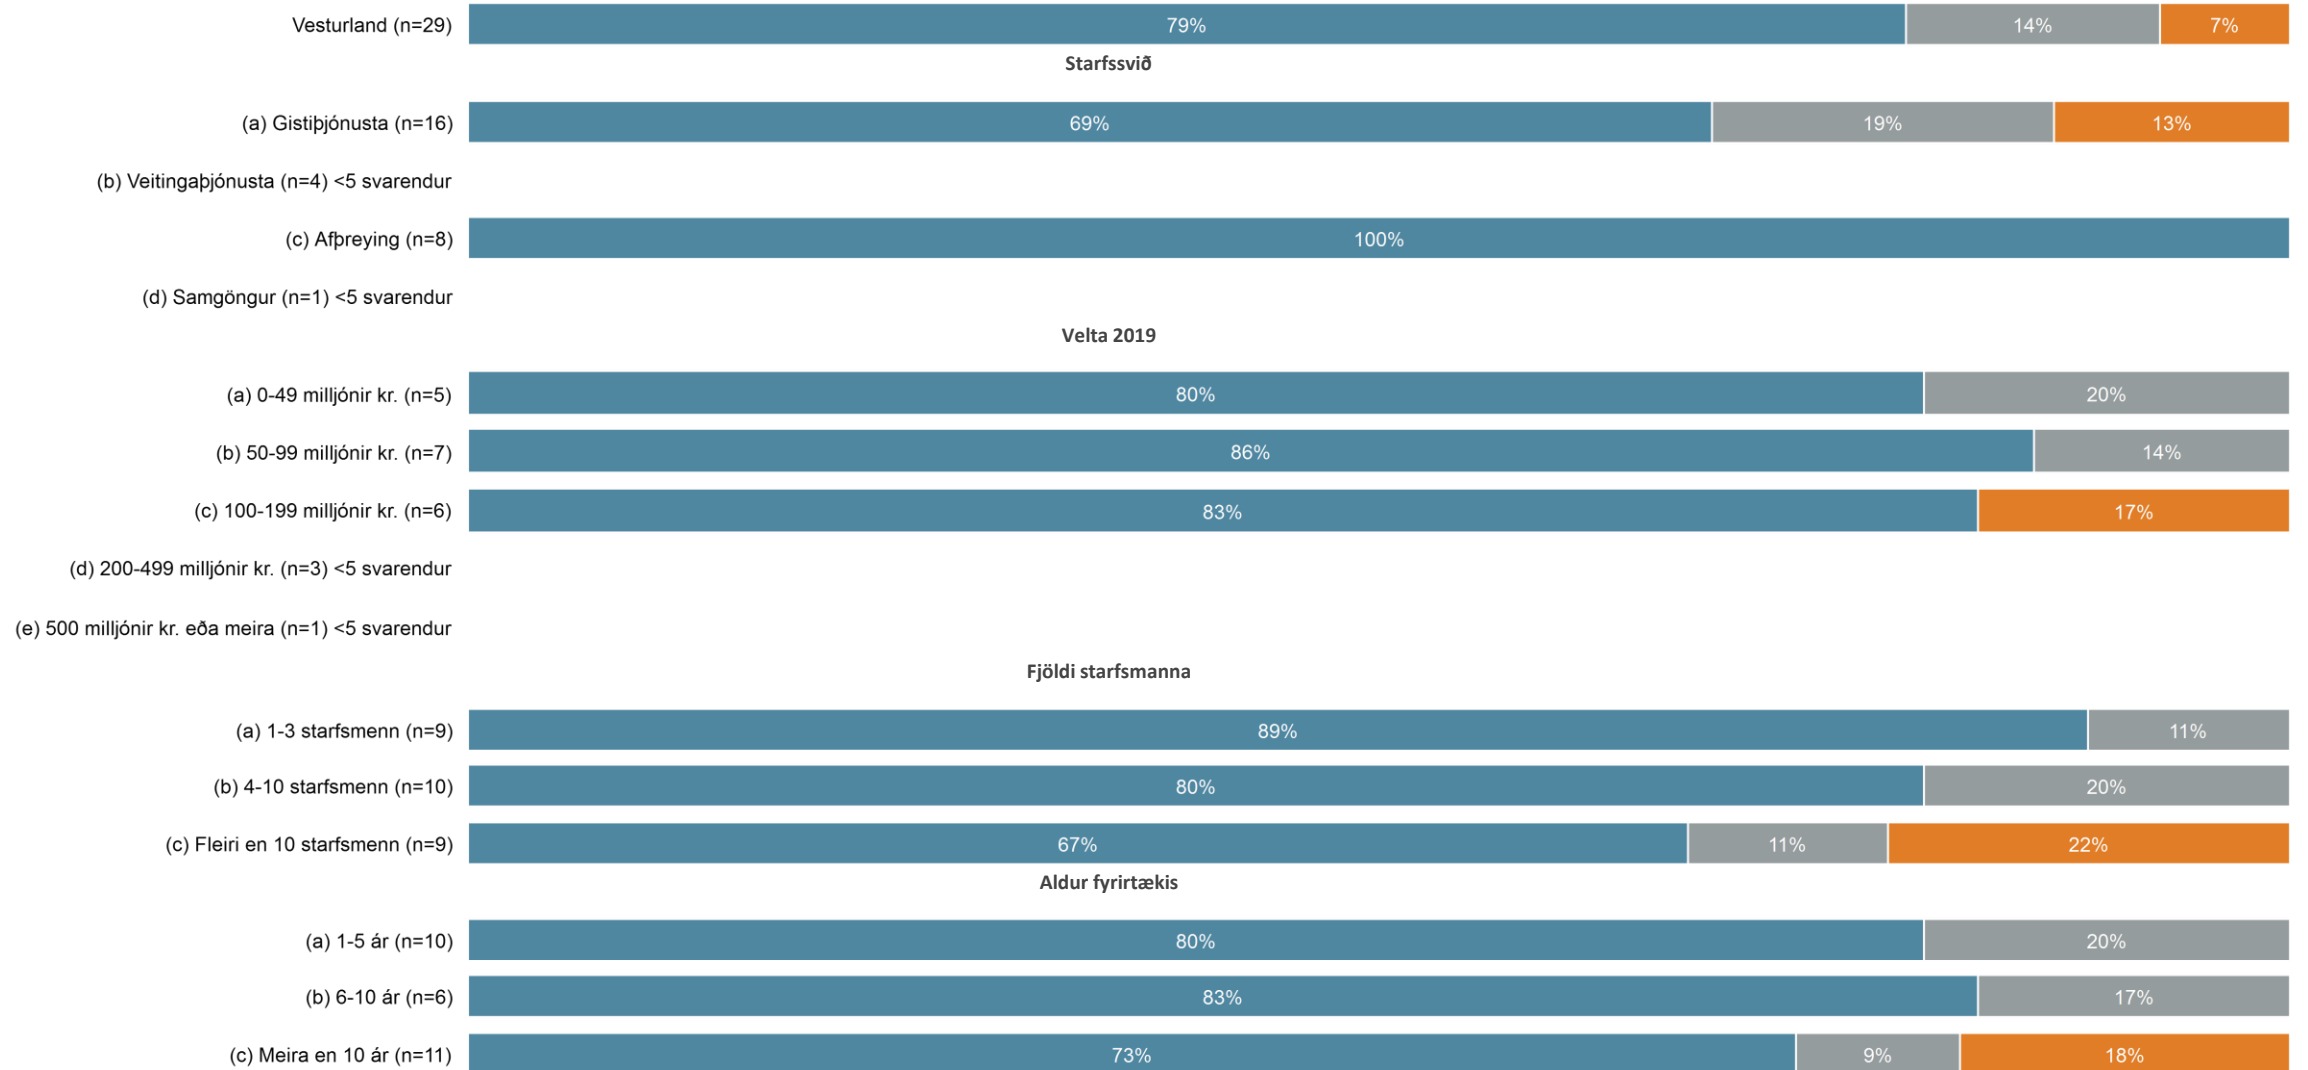 Vesturland (n=29) 79% 14% 7%
Starfssvið
(a) Gistiþjónusta (n=16) 69% 19% 13%
(b) Veitingaþjónusta (n=4) <5 svarendur
(c) Afþreying (n=8) 100%
(d) Samgöngur (n=1) <5 svarendur
Velta 2019
(a) 0-49 milljónir kr. (n=5) 80% 20%
(b) 50-99 milljónir kr. (n=7) 86% 14%
(c) 100-199 milljónir kr. (n=6) 83% 17%
(d) 200-499 milljónir kr. (n=3) <5 svarendur
(e) 500 milljónir kr. eða meira (n=1) <5 svarendur
Fjöldi starfsmanna
(a) 1-3 starfsmenn (n=9) 89% 11%
(b) 4-10 starfsmenn (n=10) 80% 20%
(c) Fleiri en 10 starfsmenn (n=9) 67% 11% 22%
Aldur fyrirtækis
(a) 1-5 ár (n=10) 80% 20%
(b) 6-10 ár (n=6) 83% 17%
(c) Meira en 10 ár (n=11) 73% 9% 18%